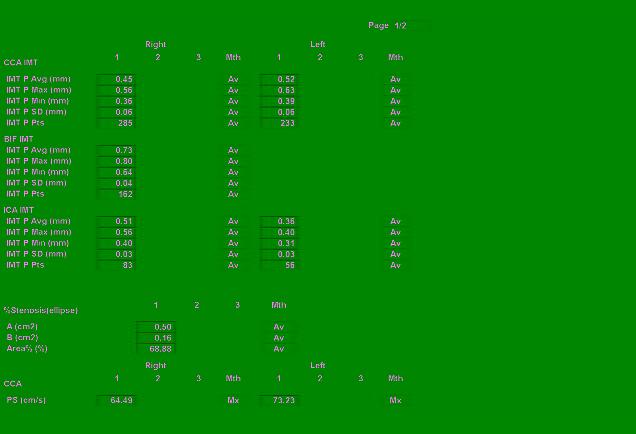 Page 1/2
Right Left
1 2 3 Mth 1 2 3 Mth
CCA IMT
IMT P Avg (mm) 0.45 Av 0.52 Av
IMT P Max (mm) 0.56 Av 0.63 Av
IMT P Min (mm) 0.36 Av 0.39 Av
IMT P SD (mm) 0.06 Av 0.06 Av
IMT P Pts 285 Av 233 Av
BIF IMT
IMT P Avg (mm) 0.73 Av
IMT P Max (mm) 0.80 Av
IMT P Min (mm) 0.64 Av
IMT P SD (mm) 0.04 Av
IMT P Pts 162 Av
ICA IMT
IMT P Avg (mm) 0.51 Av 0.36 Av
IMT P Max (mm) 0.56 Av 0.40 Av
IMT P Min (mm) 0.40 Av 0.31 Av
IMT P SD (mm) 0.03 Av 0.03 Av
IMT P Pts 83 Av 56 Av
1 2 3 Mth
%Stenosis(ellipse)
A (cm2) 0.50 Av
B (cm2) 0.16 Av
Area% (%) 68.88 Av
Right Left
1 2 3 Mth 1 2 3 Mth
CCA
PS (cm/s) 64.49 Mx 73.23 Mx